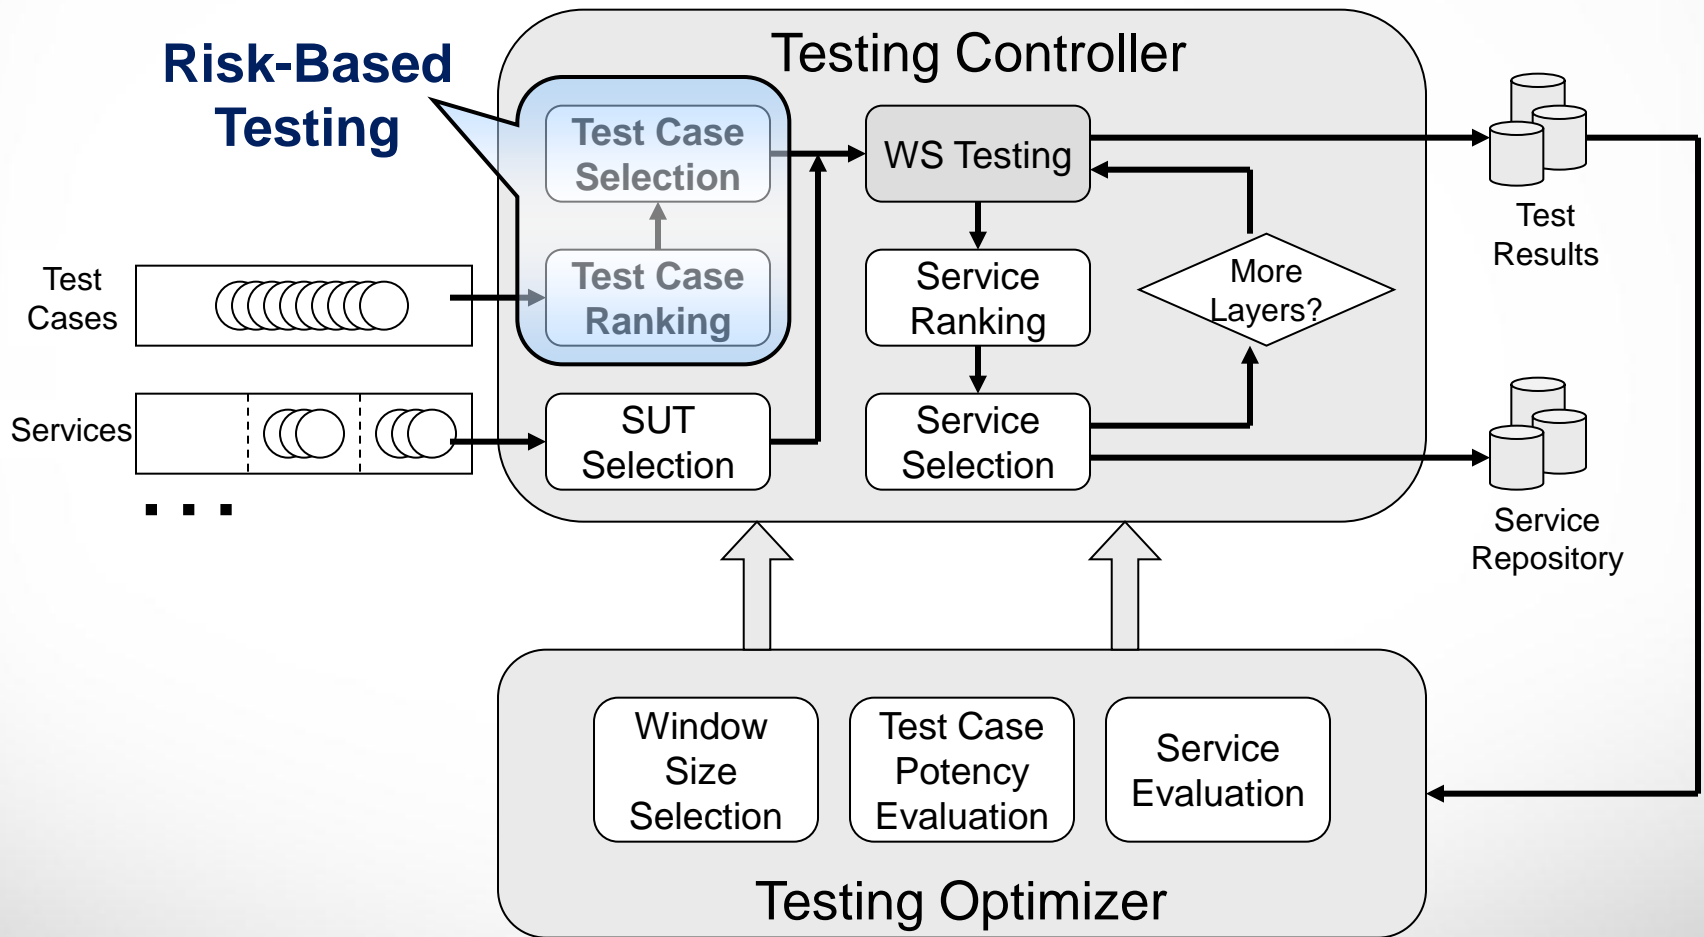 Testing Controller
Risk-Based
Testing
Test Case
Selection
WS Testing
Test
Results
Test
Cases
Test Case
Ranking
Service
Ranking
More
Layers?
Services
SUT
Selection
Service
Selection
. . .
Service
Repository
Window
Size
Selection
Test Case
Potency
Evaluation
Service
Evaluation
Testing Optimizer